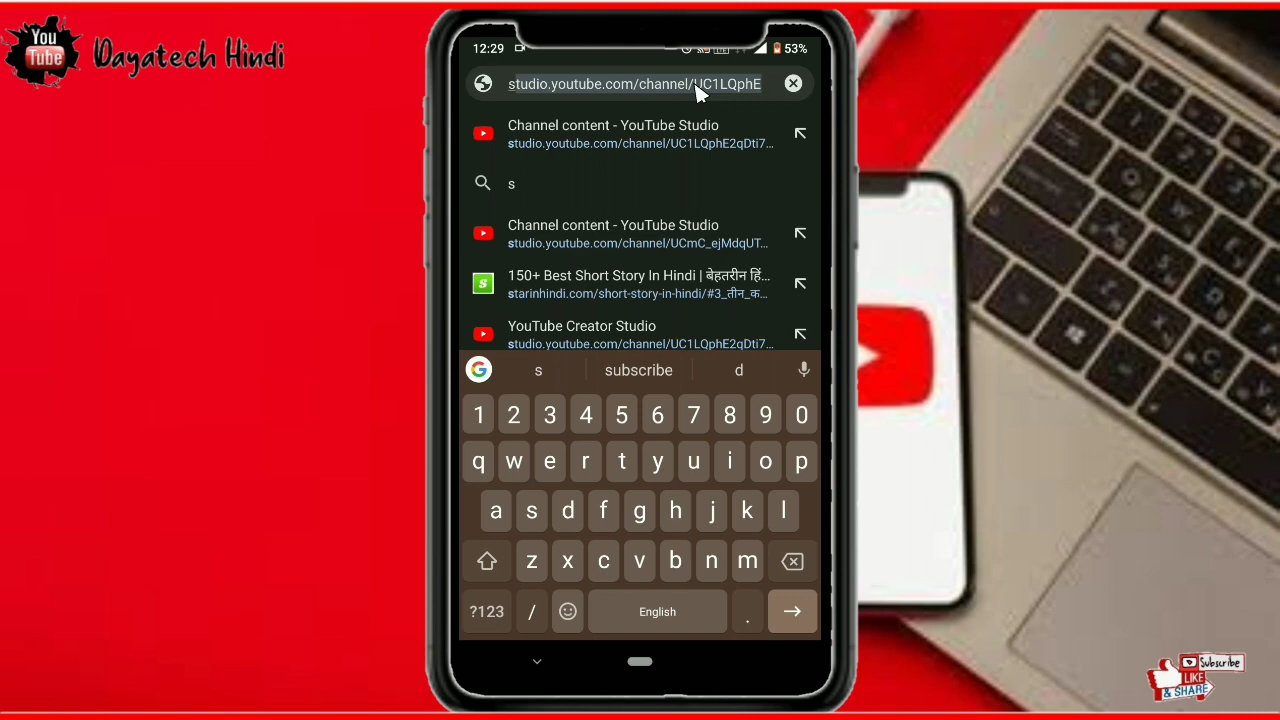 You
Tube
Dayatech Hindi
12:29
53%
studio.youtube.com/channel/UC1LQphE
Channel content - YouTube Studio
studio.youtube.com/channel/UC1LQphE2qDti7...
s
Channel content - YouTube Studio
studio.youtube.com/channel/UCmC_ejMdqUT...
150+ Best Short Story In Hindi | बेहतरीन हिं...
starinhindi.com/short-story-in-hindi/#3_तीन_क...
YouTube Creator Studio
studio.youtube.com/channel/UC1LQphE2qDti7...
s subscribe d
1 2 3 4 5 6 7 8 9 0
q w e r t y u i o p
a s d f g h j k l
z x c v b n m
?123 / English .
Subscribe
LIKE
& SHARE